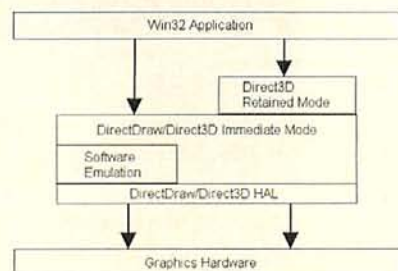 Win32 Application
Direct3D
Retained Mode
DirectDraw/Direct3D Immediate Mode
Software
Emulation
DirectDraw/Direct3D HAL
Graphics Hardware